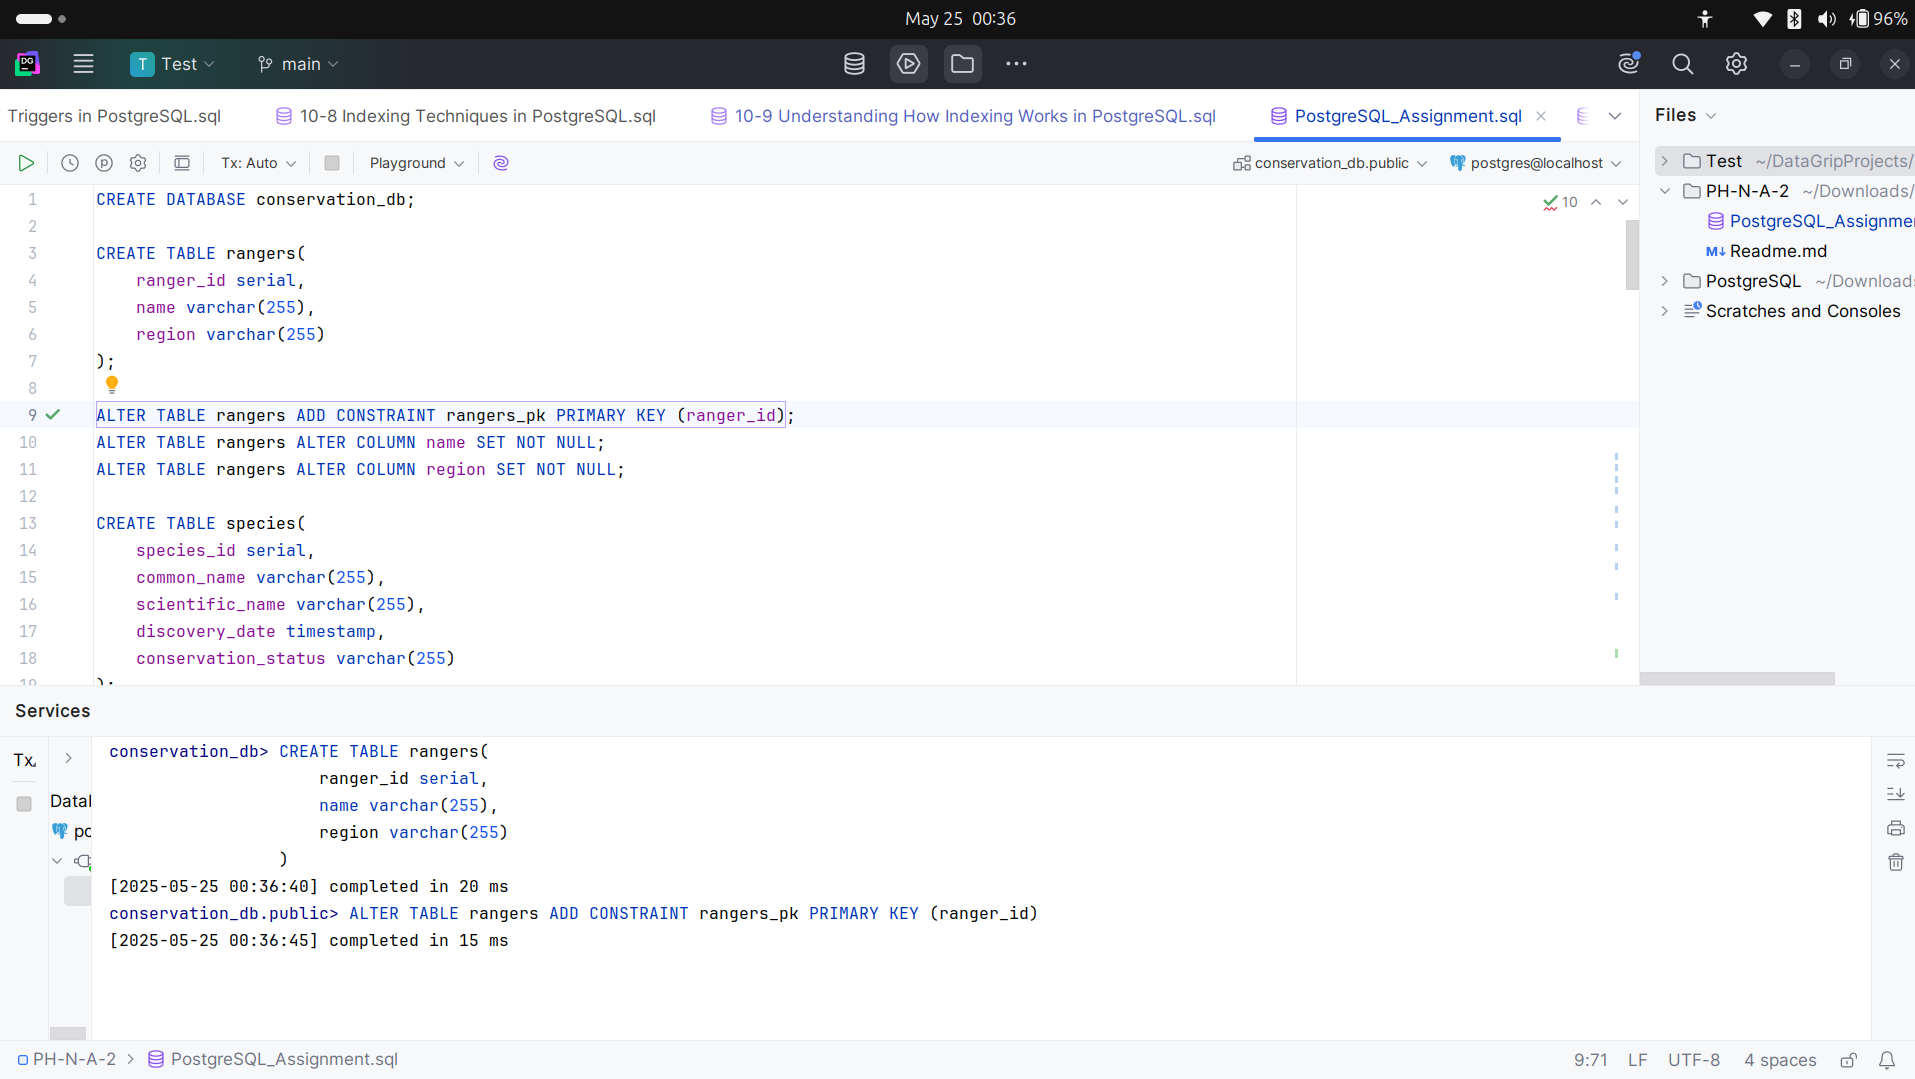 May 25 00:36
96%
DG
T Test
main
Triggers in PostgreSQL.sql
10-8 Indexing Techniques in PostgreSQL.sql
10-9 Understanding How Indexing Works in PostgreSQL.sql
PostgreSQL_Assignment.sql
Files
Tx: Auto
Playground
conservation_db.public
postgres@localhost
Test ~/DataGripProjects/
PH-N-A-2 ~/Downloads/
PostgreSQL_Assignme
Readme.md
PostgreSQL ~/Download
Scratches and Consoles
10
1 CREATE DATABASE conservation_db;
2
3 CREATE TABLE rangers(
4 ranger_id serial,
5 name varchar(255),
6 region varchar(255)
7 );
8
9 ALTER TABLE rangers ADD CONSTRAINT rangers_pk PRIMARY KEY (ranger_id);
10 ALTER TABLE rangers ALTER COLUMN name SET NOT NULL;
11 ALTER TABLE rangers ALTER COLUMN region SET NOT NULL;
12
13 CREATE TABLE species(
14 species_id serial,
15 common_name varchar(255),
16 scientific_name varchar(255),
17 discovery_date timestamp,
18 conservation_status varchar(255)
19 );
Services
Tx
Datal
po
conservation_db> CREATE TABLE rangers(
ranger_id serial,
name varchar(255),
region varchar(255)
)
[2025-05-25 00:36:40] completed in 20 ms
conservation_db.public> ALTER TABLE rangers ADD CONSTRAINT rangers_pk PRIMARY KEY (ranger_id)
[2025-05-25 00:36:45] completed in 15 ms
PH-N-A-2 > PostgreSQL_Assignment.sql
9:71 LF UTF-8 4 spaces